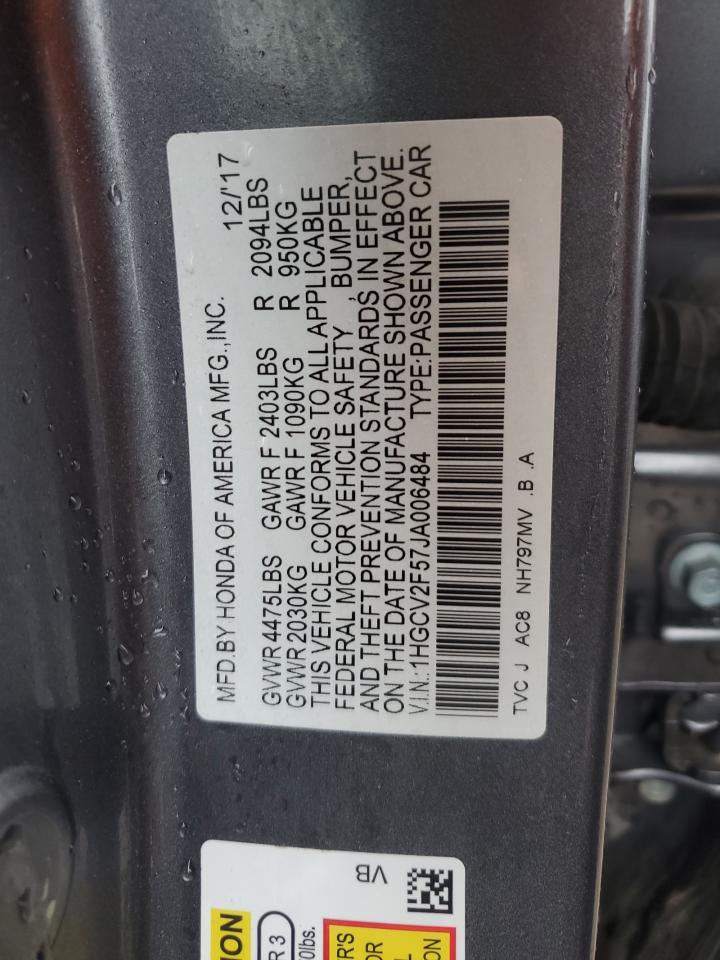 MFD.BY HONDA OF AMERICA MFG.,INC. 12/'17
GVWR 4475LBS GAWR F 2403LBS R 2094LBS
GVWR 2030KG GAWR F 1090KG R 950KG
THIS VEHICLE CONFORMS TO ALL APPLICABLE
FEDERAL MOTOR VEHICLE SAFETY , BUMPER,
AND THEFT PREVENTION STANDARDS IN EFFECT
ON THE DATE OF MANUFACTURE SHOWN ABOVE.
V.I.N.:1HGCV2F57JA006484 TYPE:PASSENGER CAR
TVC J AC8 NH797MV .B .A
VB